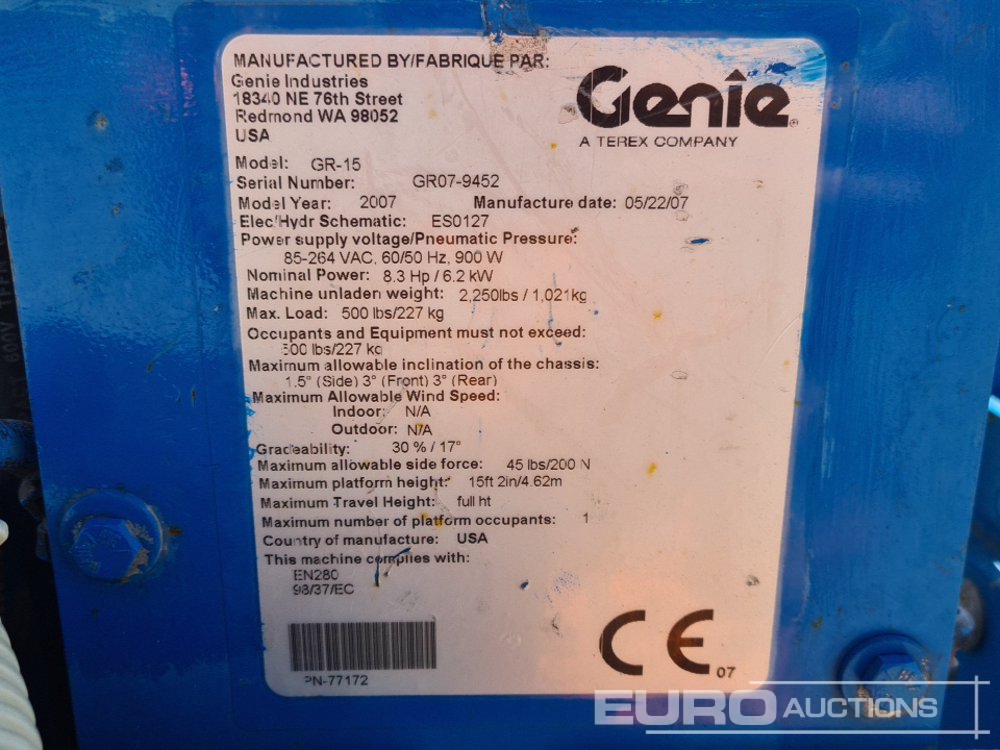 MANUFACTURED BY/FABRIQUE PAR:
Genie Industries
18340 NE 76th Street
Redmond WA 98052
USA
Genie
A TEREX COMPANY
Model: GR-15
Serial Number: GR07-9452
Model Year: 2007 Manufacture date: 05/22/07
Elec/Hydr Schematic: ES0127
Power supply voltage/Pneumatic Pressure:
85-264 VAC, 60/50 Hz, 900 W
Nominal Power: 8.3 Hp / 6.2 kW
Machine unladen weight: 2,250lbs / 1,021kg
Max. Load: 500 lbs/227 kg
Occupants and Equipment must not exceed:
500 lbs/227 kg
Maximum allowable inclination of the chassis:
1.5° (Side) 3° (Front) 3° (Rear)
Maximum Allowable Wind Speed:
Indoor: N/A
Outdoor: N/A
Gradeability: 30 % / 17°
Maximum allowable side force: 45 lbs/200 N
Maximum platform height: 15ft 2in/4.62m
Maximum Travel Height: full ht
Maximum number of platform occupants: 1
Country of manufacture: USA
This machine complies with:
EN280
98/37/EC
PN-77172
CE 07
EURO AUCTIONS
600V